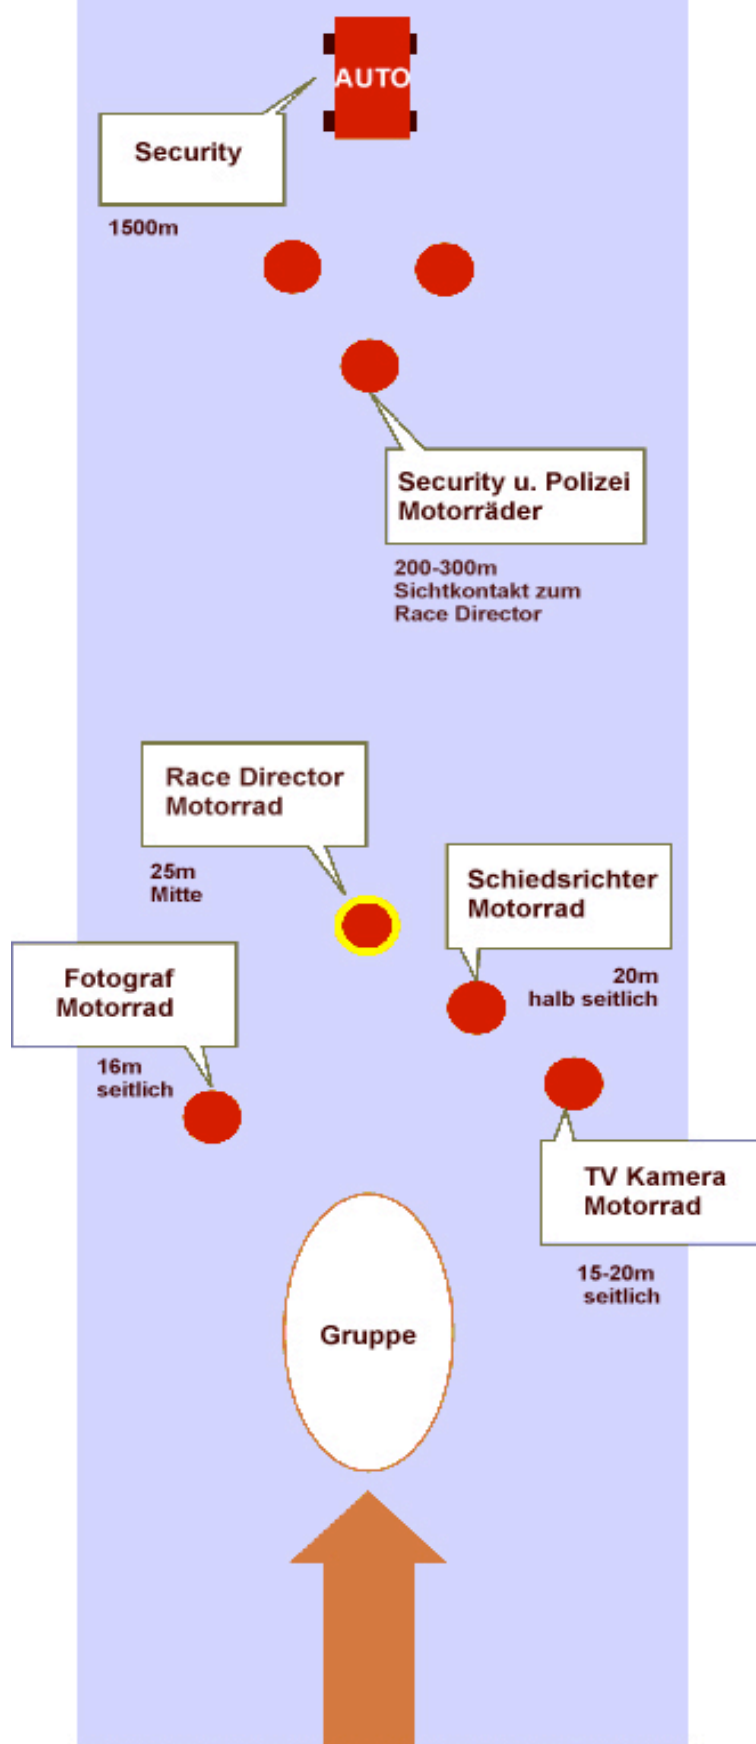 AUTO
Security
1500m
Security u. Polizei
Motorräder
200-300m
Sichtkontakt zum
Race Director
Race Director
Motorrad
25m
Mitte
Schiedsrichter
Motorrad
20m
halb seitlich
Fotograf
Motorrad
16m
seitlich
TV Kamera
Motorrad
15-20m
seitlich
Gruppe